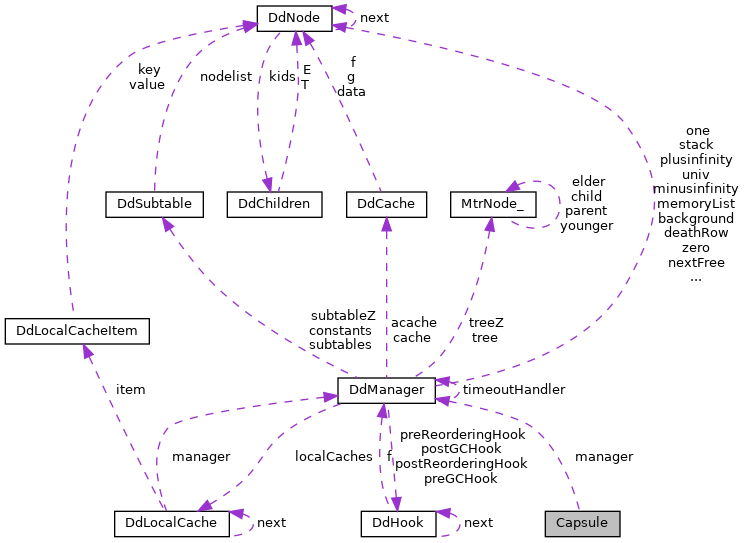 DdNode
next
key
value
nodelist
kids
E
T
f
g
data
one
stack
plusinfinity
univ
minusinfinity
memoryList
background
deathRow
zero
nextFree
...
DdSubtable
DdChildren
DdCache
MtrNode_
elder
child
parent
younger
DdLocalCacheItem
subtableZ
constants
subtables
acache
cache
treeZ
tree
item
DdManager
timeoutHandler
manager
localCaches
f
preReorderingHook
postGCHook
postReorderingHook
preGCHook
manager
DdLocalCache
next
DdHook
next
Capsule